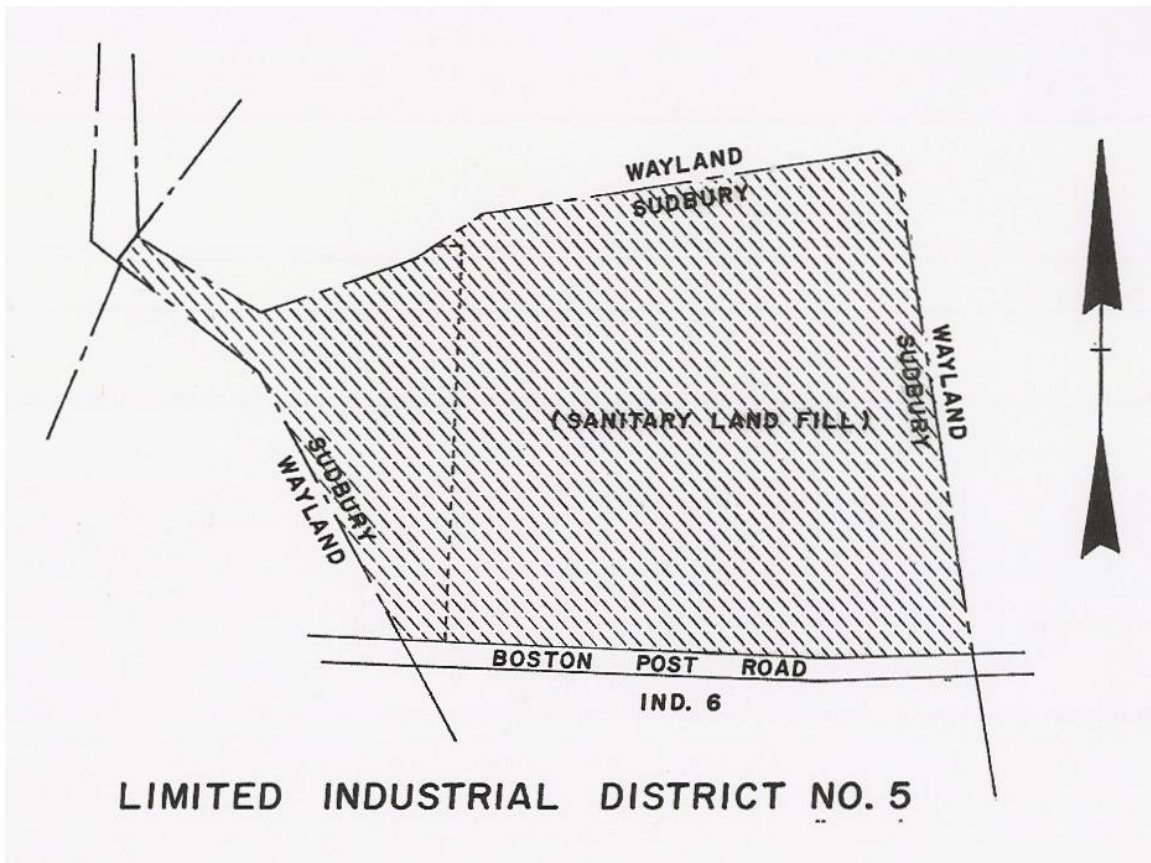 WAYLAND
SUDBURY
WAYLAND
SUDBURY
(SANITARY LAND FILL)
SUDBURY
WAYLAND
BOSTON POST ROAD
IND. 6
LIMITED INDUSTRIAL DISTRICT NO. 5